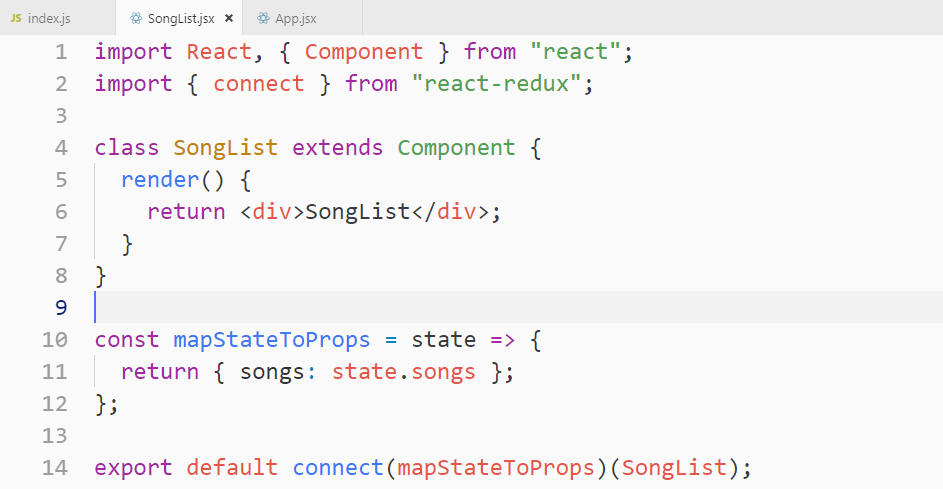 JS index.js SongList.jsx × App.jsx
1 import React, { Component } from "react";
2 import { connect } from "react-redux";
3
4 class SongList extends Component {
5   render() {
6     return <div>SongList</div>;
7   }
8 }
9
10 const mapStateToProps = state => {
11   return { songs: state.songs };
12 };
13
14 export default connect(mapStateToProps)(SongList);